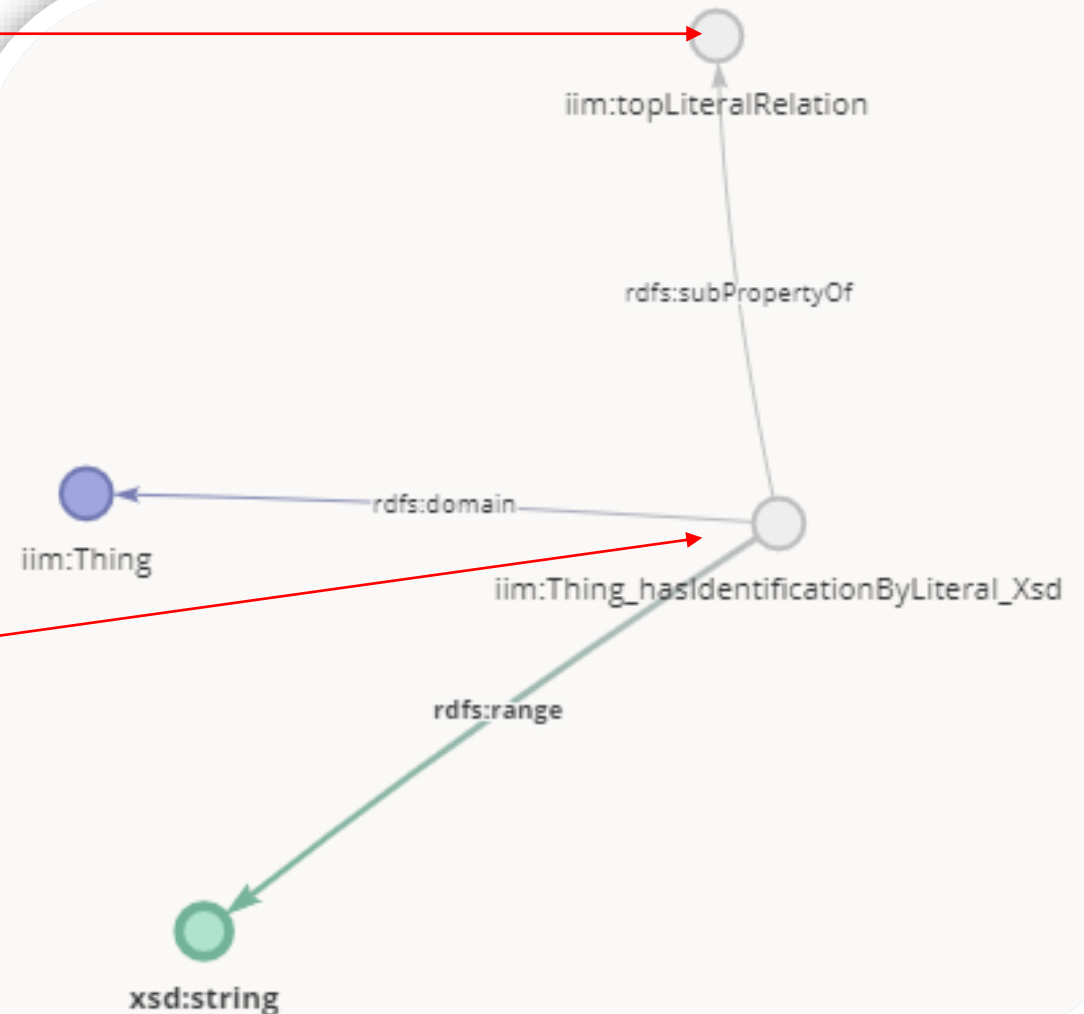 iim:topLiteralRelation
rdfs:subPropertyOf
rdfs:domain
iim:Thing
iim:Thing_hasIdentificationByLiteral_Xsd
rdfs:range
xsd:string